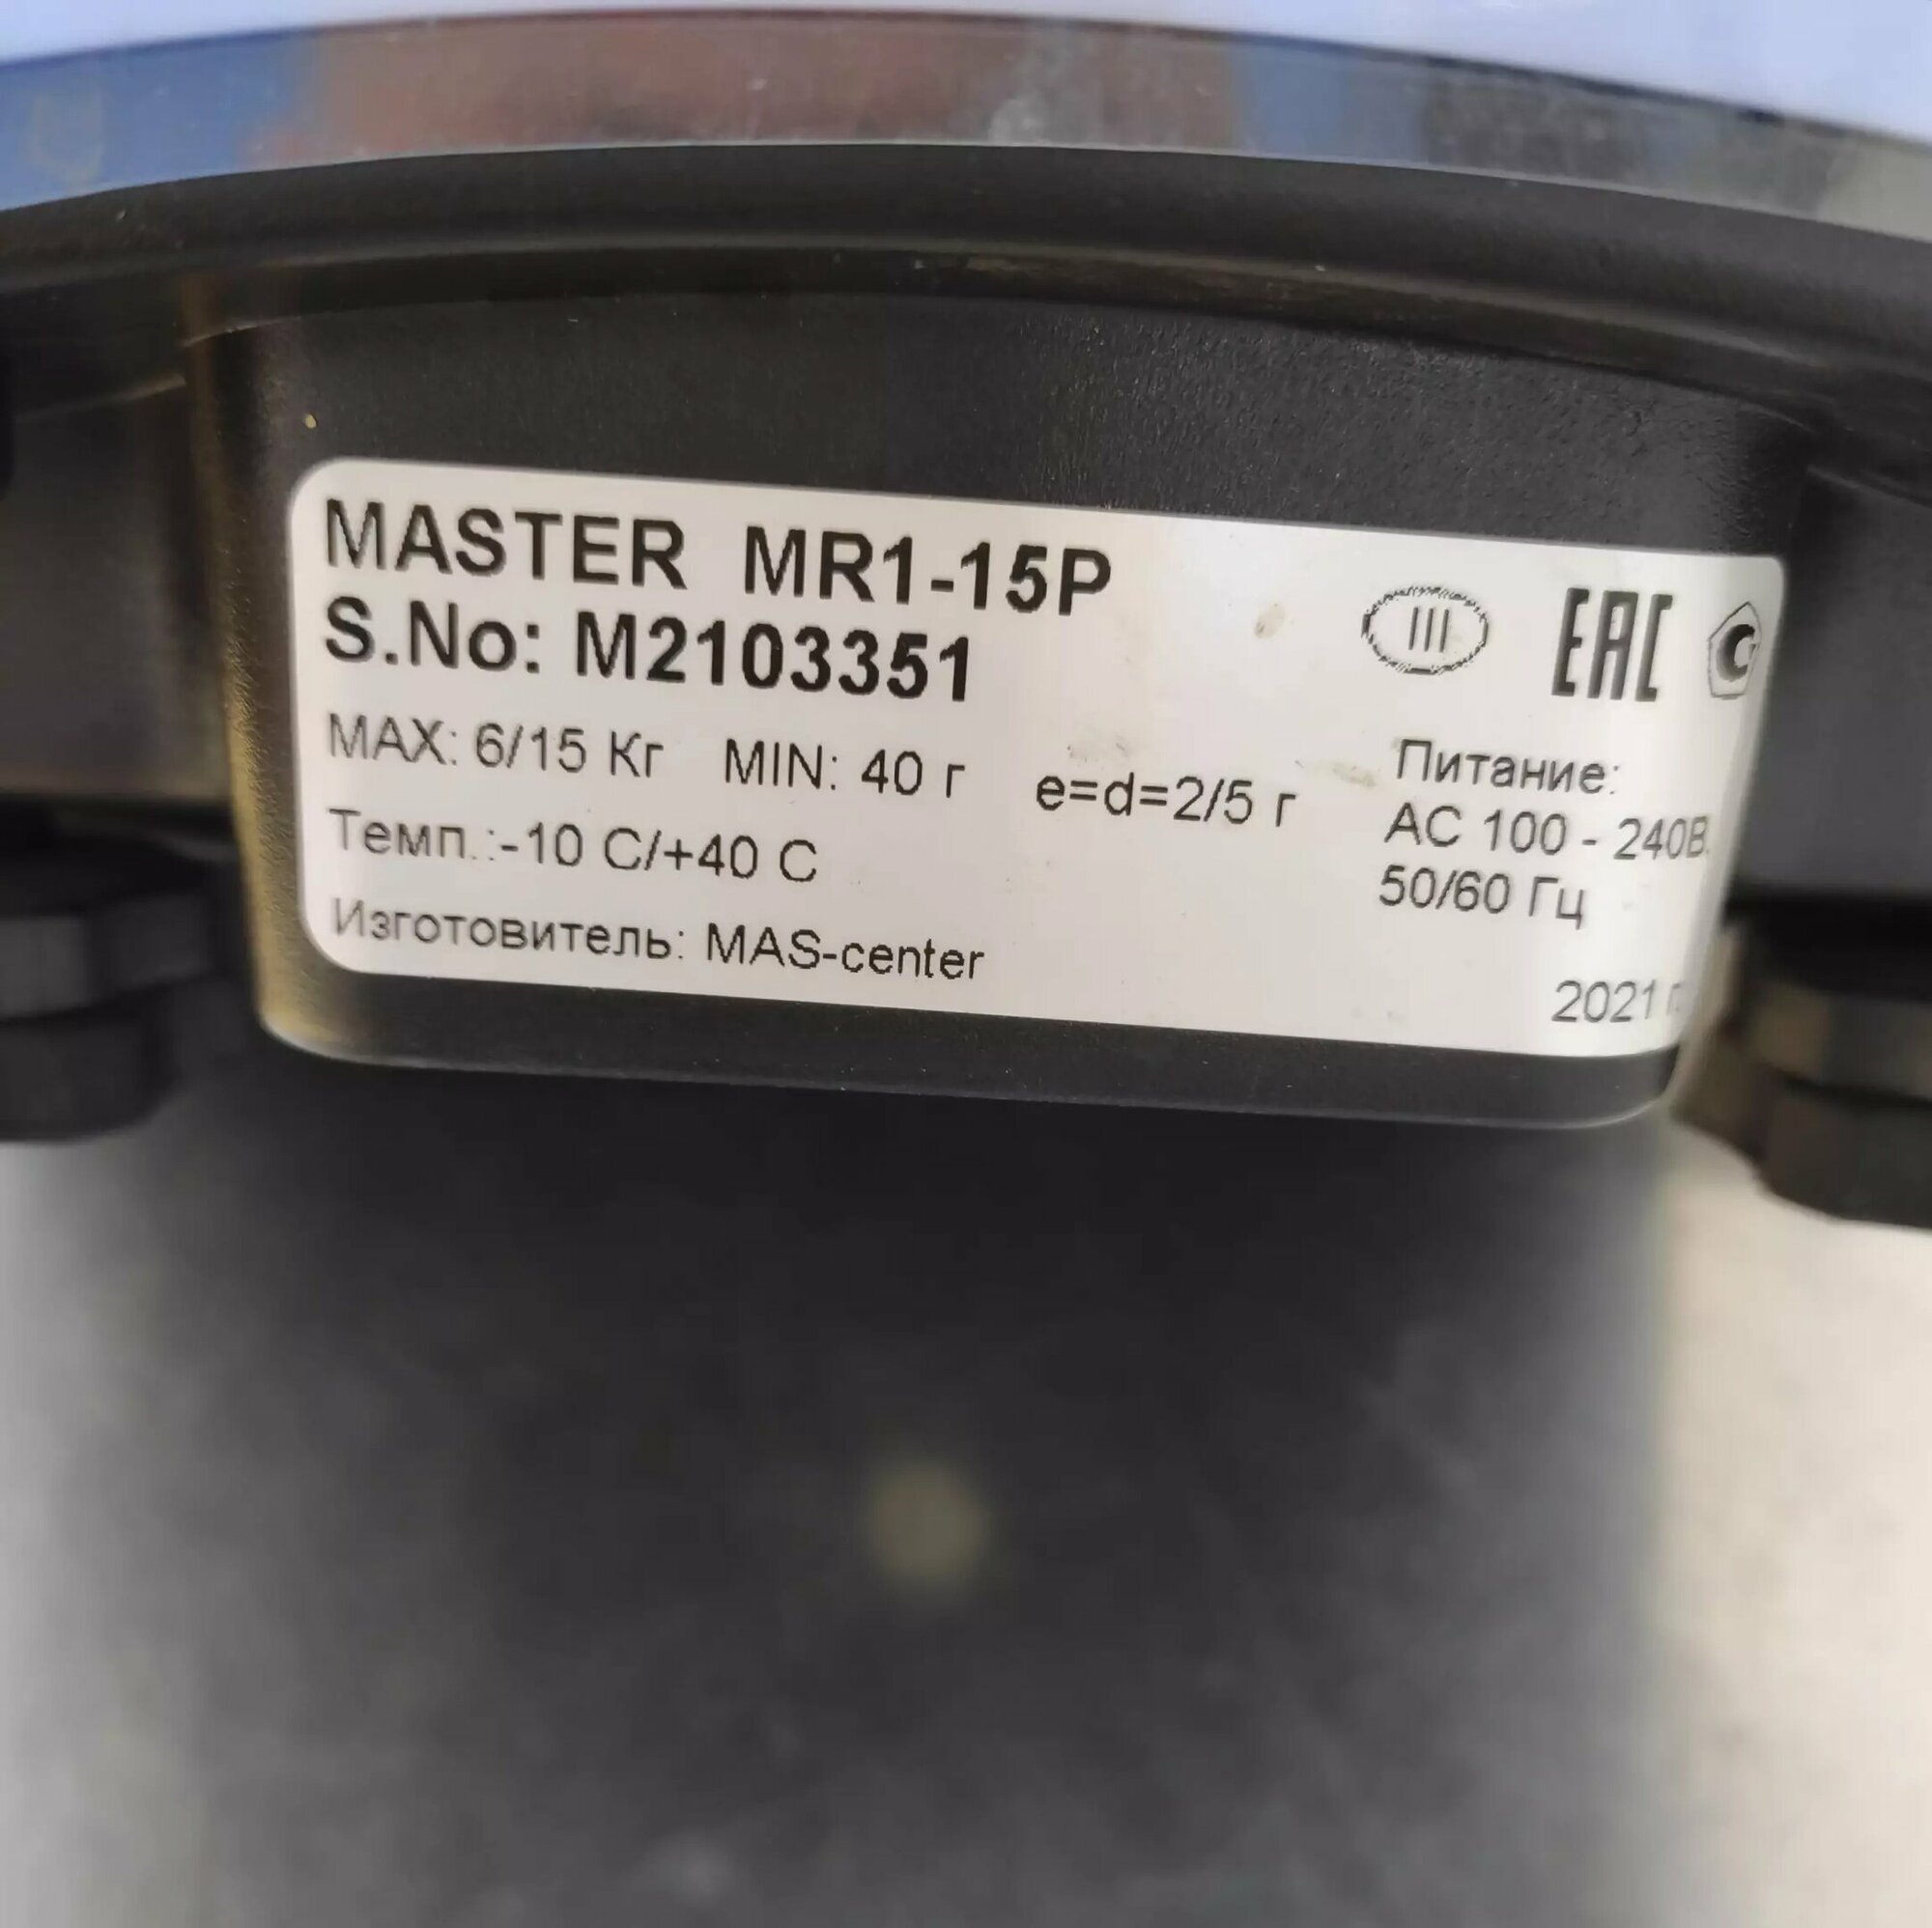 MASTER MR1-15P
S.No: M2103351
III
EAC
MAX: 6/15 Кг MIN: 40 г e=d=2/5 г
Темп.:-10 C/+40 C
Изготовитель: MAS-center
Питание:
AC 100 - 240В.
50/60 Гц
2021 г.